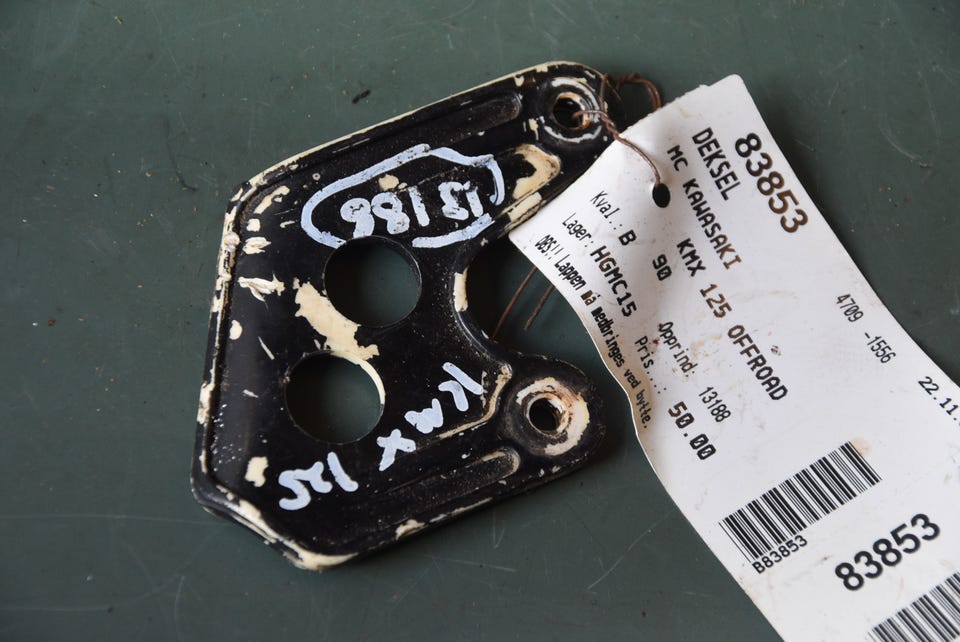 13188
KMX
125
83853
DEKSEL
MC KAWASAKI KMX 125 OFFROAD
Kval.: B 90
Lager: HGMC15 Opprind: 13188
OBS!! Lappen må medbringes ved bytte. Pris..: 50.00
4709 -1556 22.11.
B83853
83853